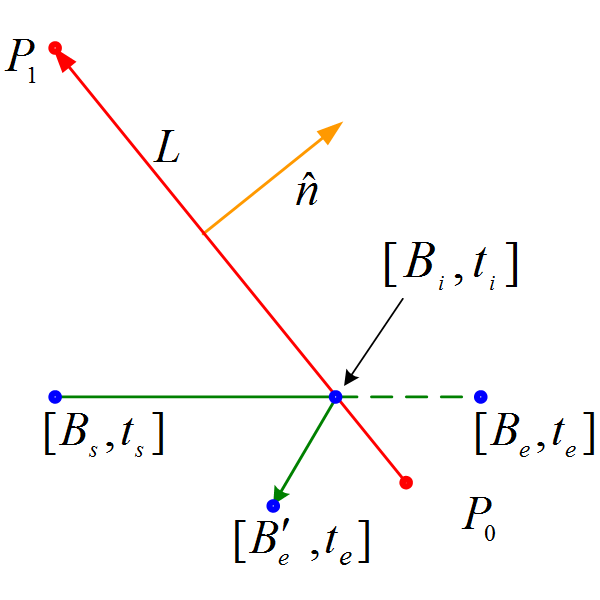 P₁
L
n̂
[Bᵢ, tᵢ]
[Bₛ, tₛ]
[Bₑ, tₑ]
[B′ₑ, tₑ]
P₀